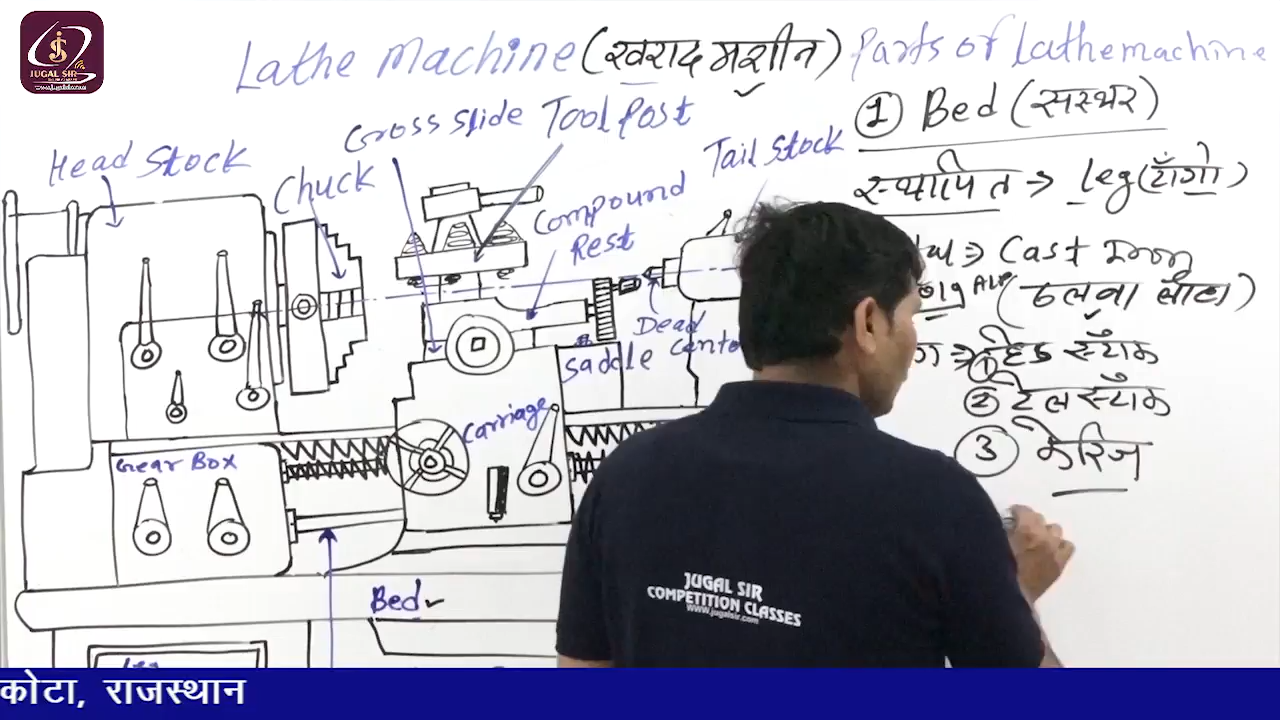 JUGAL SIR
Lathe Machine (खराद मशीन) Parts of Lathe machine
① Bed (सस्थर)
स्थापित ⇒ leg (टाँगो)
⇒ Cast Iron
(ढलवा लोहा)
① हेड स्टॉक
② टेल स्टॉक
③ केरिज
Head Stock
Chuck
Cross slide
Tool Post
Compound
Rest
Tail Stock
Dead
Saddle
Carriage
Gear Box
Bed ✓
JUGAL SIR
COMPETITION CLASSES
www.jugalsir.com
कोटा, राजस्थान